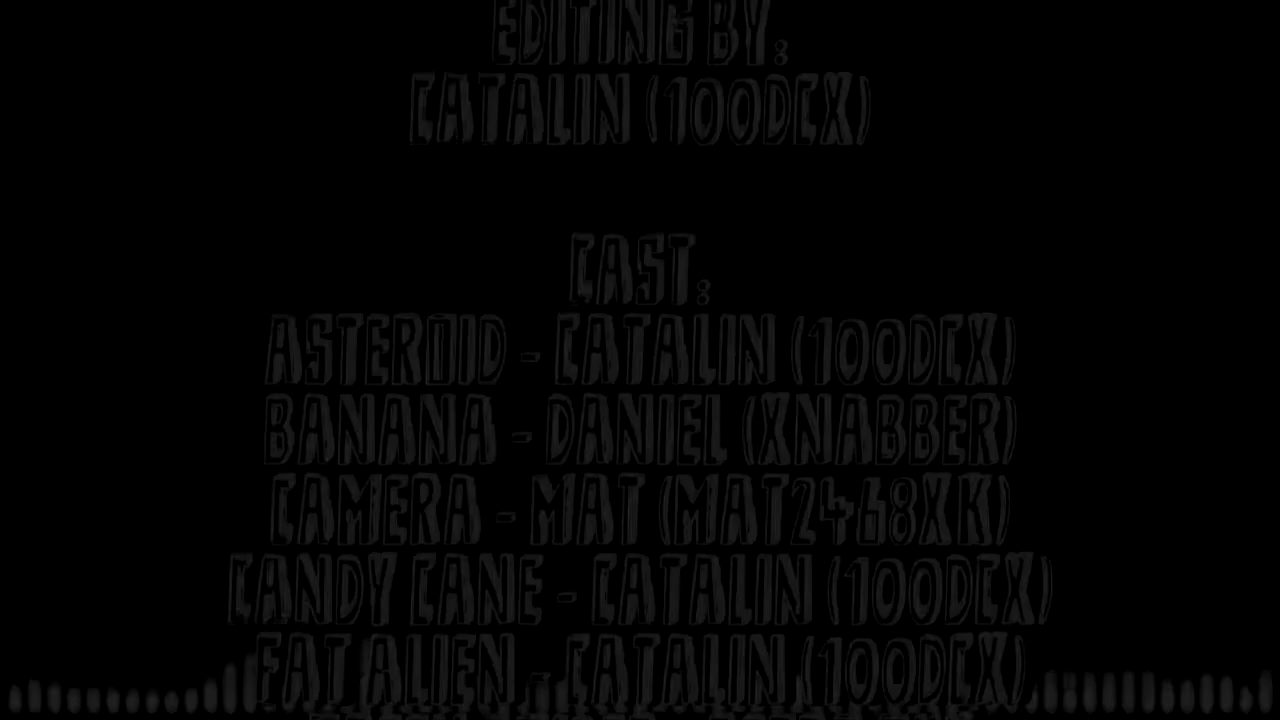 EDITING BY:
CATALIN (100DCX)
CAST:
ASTEROID - CATALIN (100DCX)
BANANA - DANIEL (XNABBER)
CAMERA - MAT (MAT2468XK)
CANDY CANE - CATALIN (100DCX)
FAT ALIEN - CATALIN (100DCX)